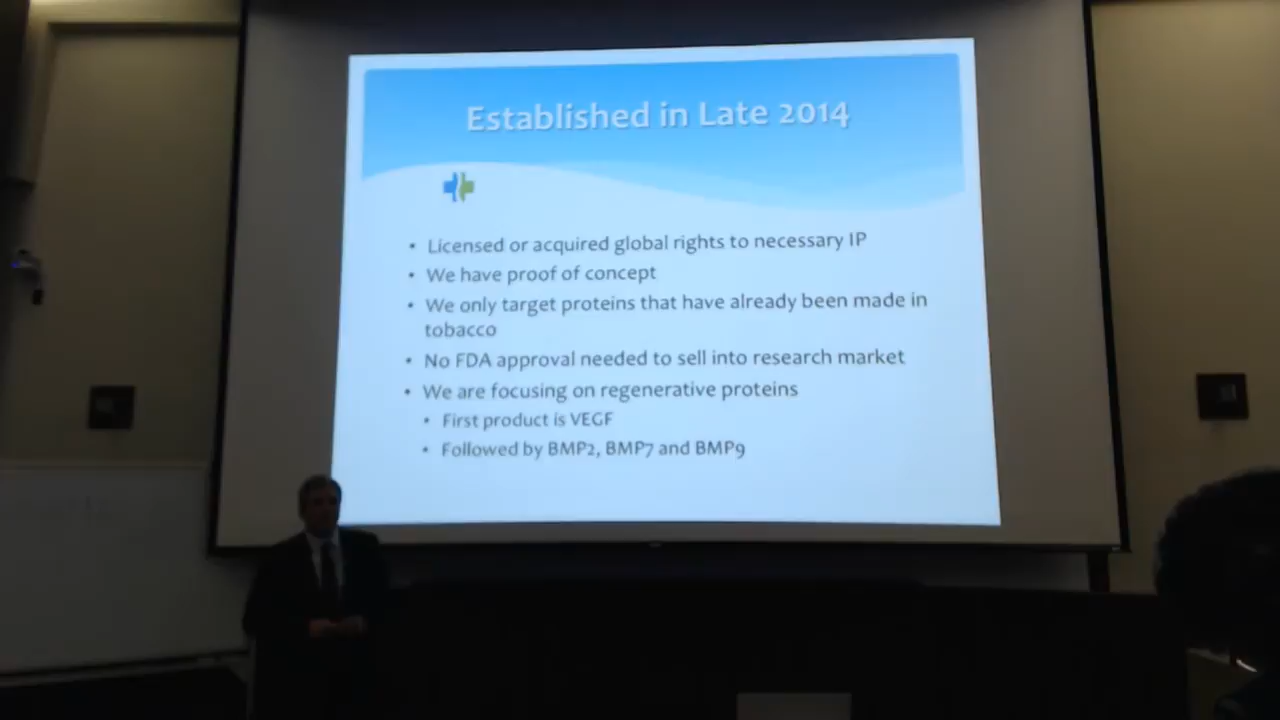 Established in Late 2014
• Licensed or acquired global rights to necessary IP
• We have proof of concept
• We only target proteins that have already been made in
tobacco
• No FDA approval needed to sell into research market
• We are focusing on regenerative proteins
• First product is VEGF
• Followed by BMP2, BMP7 and BMP9